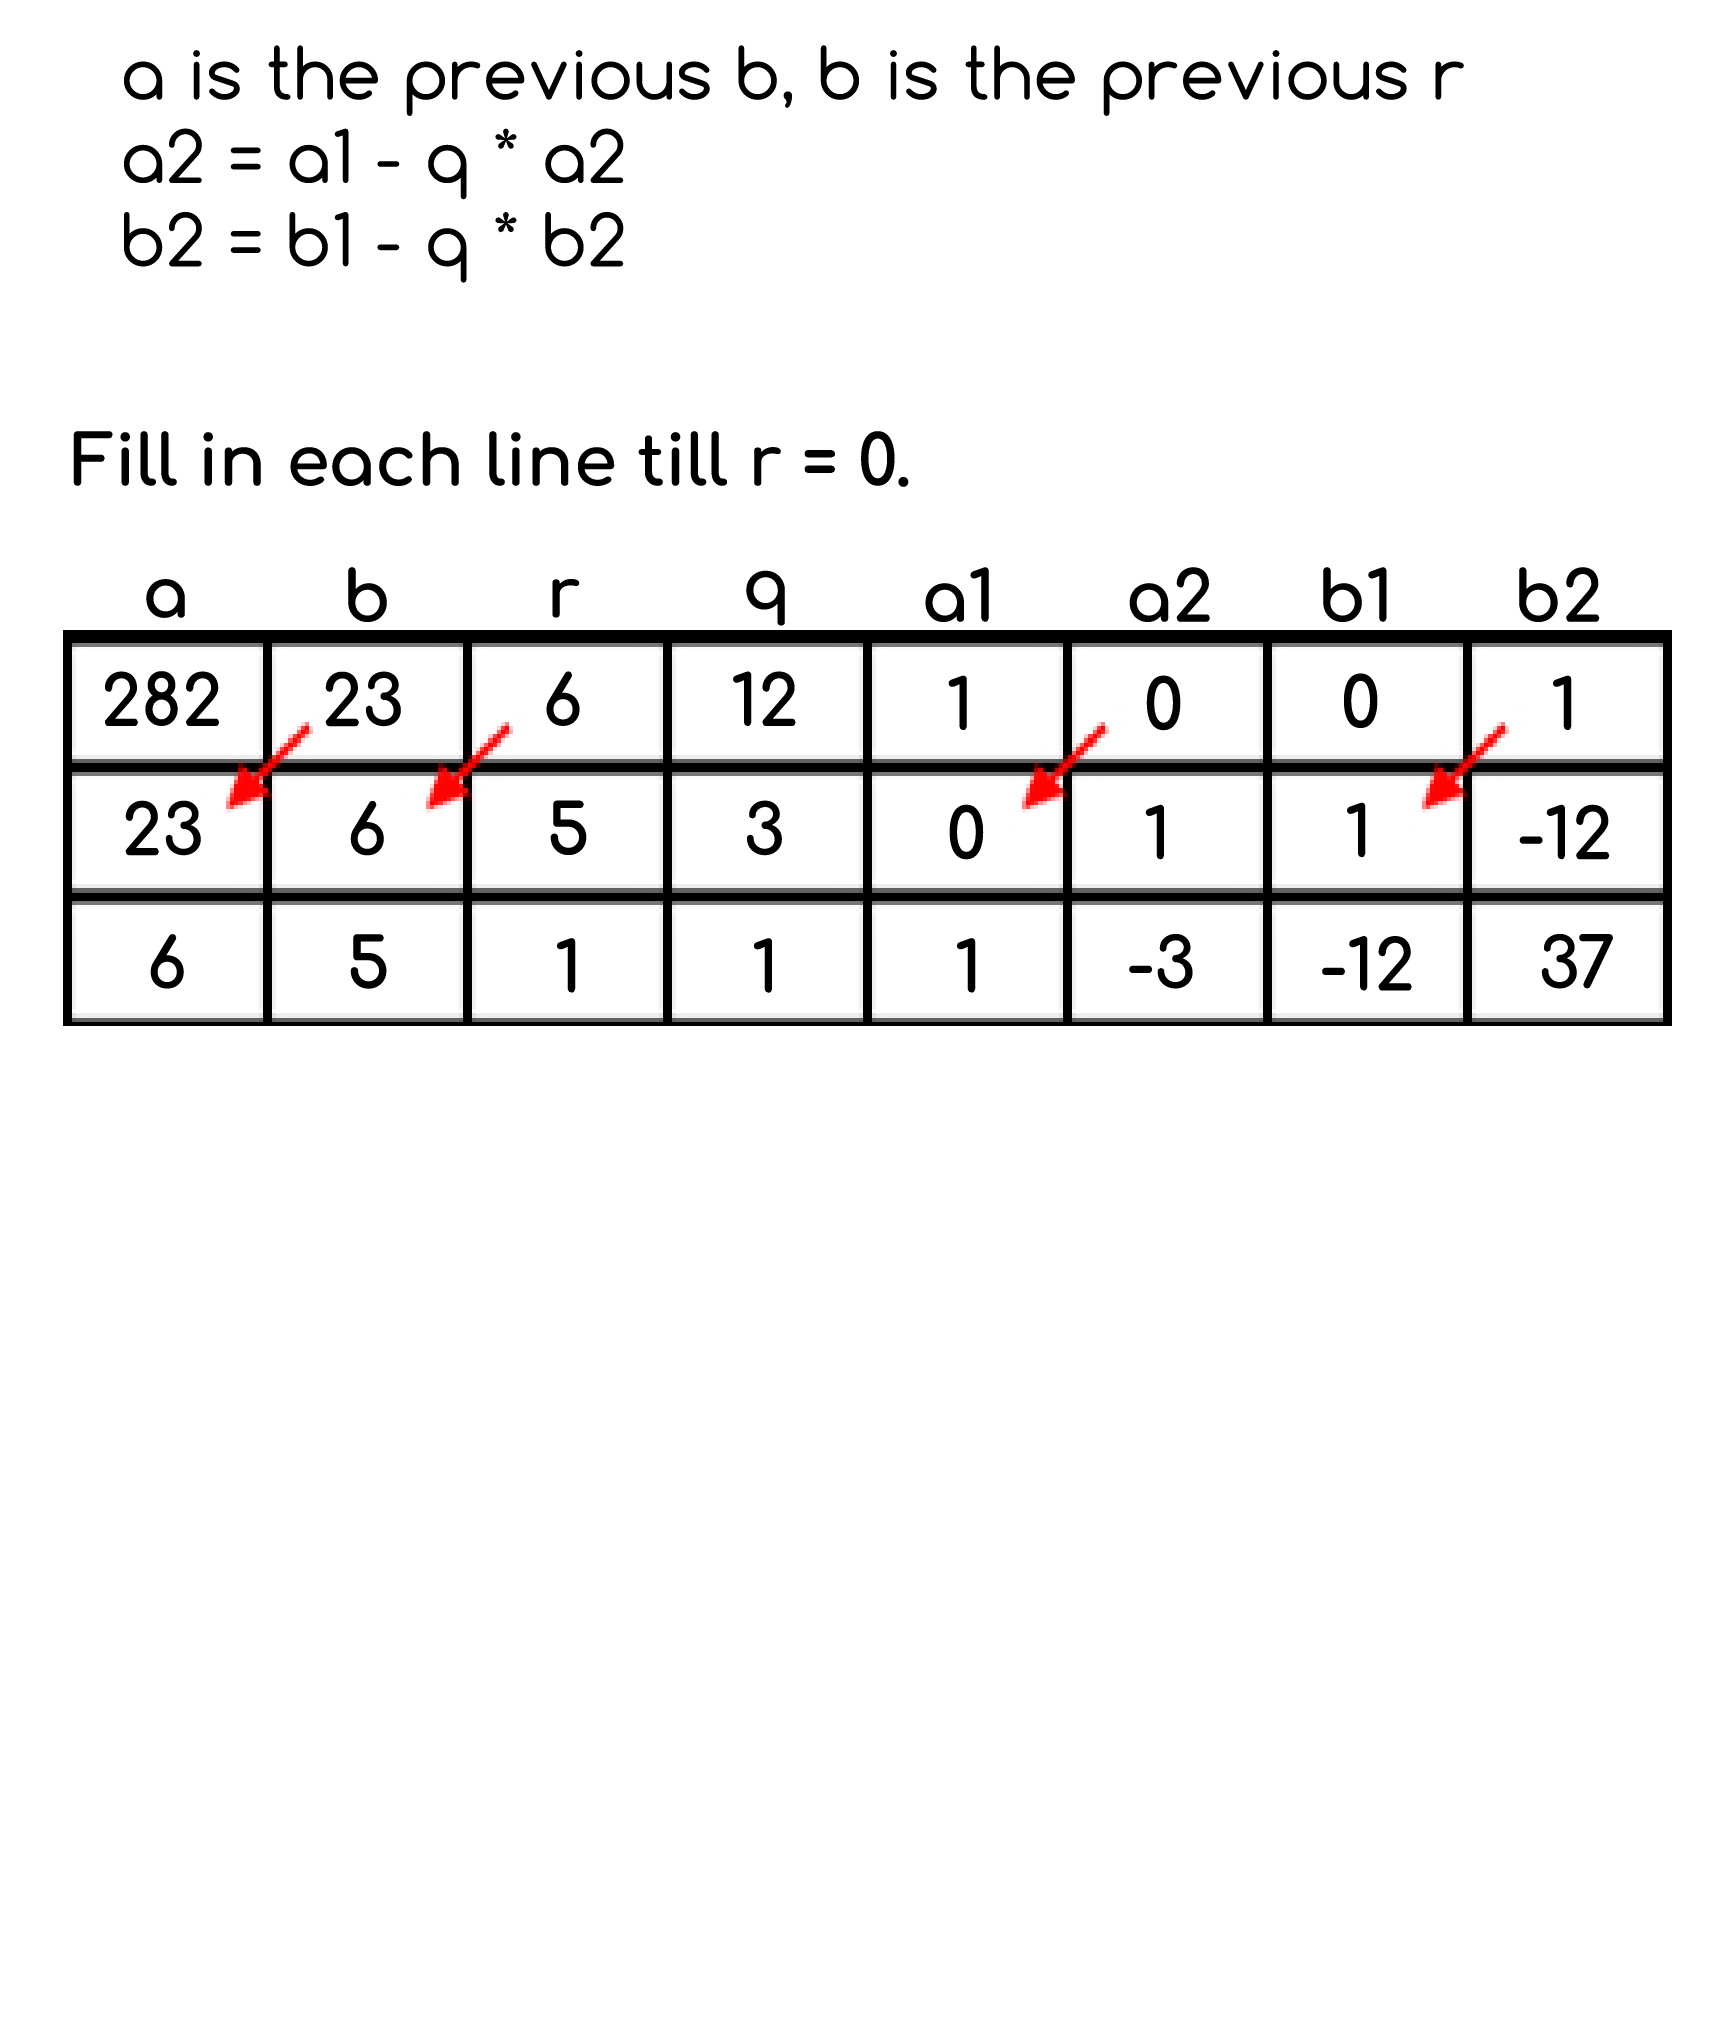 a is the previous b, b is the previous r
a2 = a1 - q * a2
b2 = b1 - q * b2
Fill in each line till r = 0.
a b r q a1 a2 b1 b2
282 23 6 12 1 0 0 1
23 6 5 3 0 1 1 -12
6 5 1 1 1 -3 -12 37